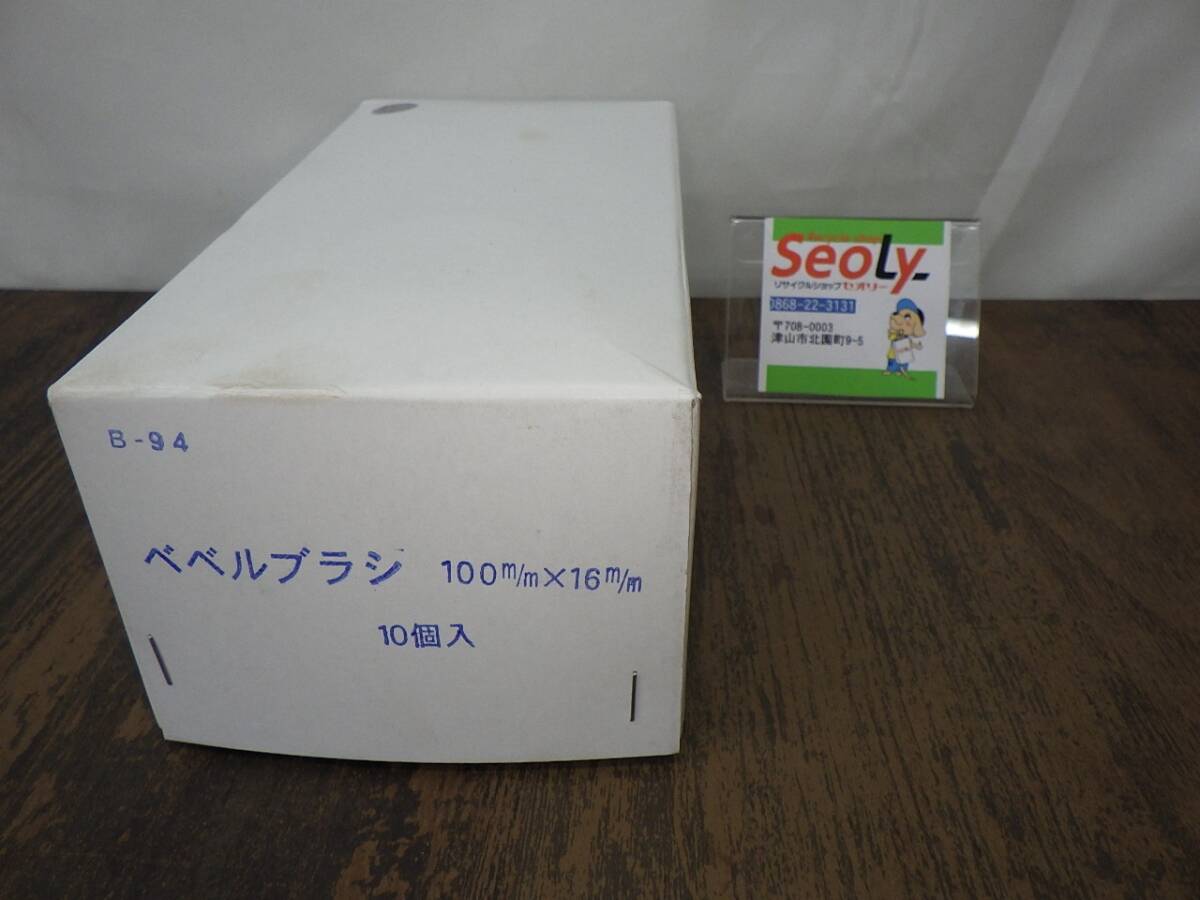 B-94
ベベルブラシ 100m/m×16m/m
10個入
Recycle shop
SeoLy
リサイクルショップ セオリー
0868-22-3131
〒708-0003
津山市北園町9-5